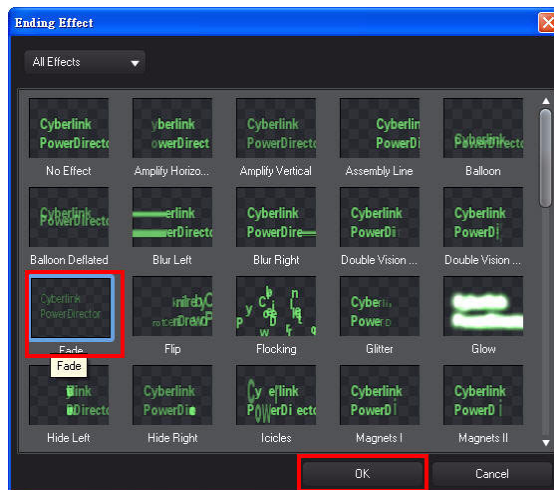 Ending Effect
All Effects
Cyberlink
PowerDirecto
No Effect
yberlink
owerDirect
Amplify Horizo...
Cyberlink
PowerDirecto
Amplify Vertical
Cyberlin
PowerDi
Assembly Line
Balloon
Balloon Deflated
erlink
erDirecto
Blur Left
Cyberlink
PowerDire
Blur Right
Cyberlink
PowerDi
Double Vision ...
Cyberlink
PowerD
Double Vision ...
Cyberlink
PowerDirector
Fade
Fade
Flip
Flocking
Glitter
Glow
Hide Left
Cyberlink
Hide Right
Icicles
Cyberlink
PowerD
Magnets I
Cyberlink
PowerD
Magnets II
OK
Cancel